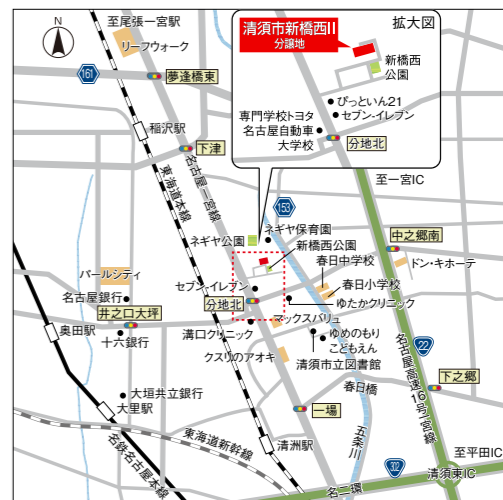 至尾張一宮駅
リーフウォーク
N
161
夢逢橋東
稲沢駅
下津
名古屋一宮線
東海道本線
拡大図
清須市新橋西II
分譲地
新橋西
公園
ぴっといん21
セブン-イレブン
専門学校トヨタ
名古屋自動車
大学校
分地北
至一宮IC
153
ネギヤ保育園
ネギヤ公園
新橋西公園
中之郷南
春日中学校
ドン・キホーテ
パールシティ
セブン-イレブン
春日小学校
名古屋銀行
分地北
ゆたかクリニック
井之口大坪
奥田駅
溝口クリニック
マックスバリュ
十六銀行
ゆめのもり
こどもえん
クスリのアオキ
清須市立図書館
22
名古屋高速16号一宮線
下之郷
春日橋
大垣共立銀行
大里駅
一場
五条川
東海道新幹線
清洲駅
至平田IC
名鉄名古屋本線
302
清須東IC
名二環